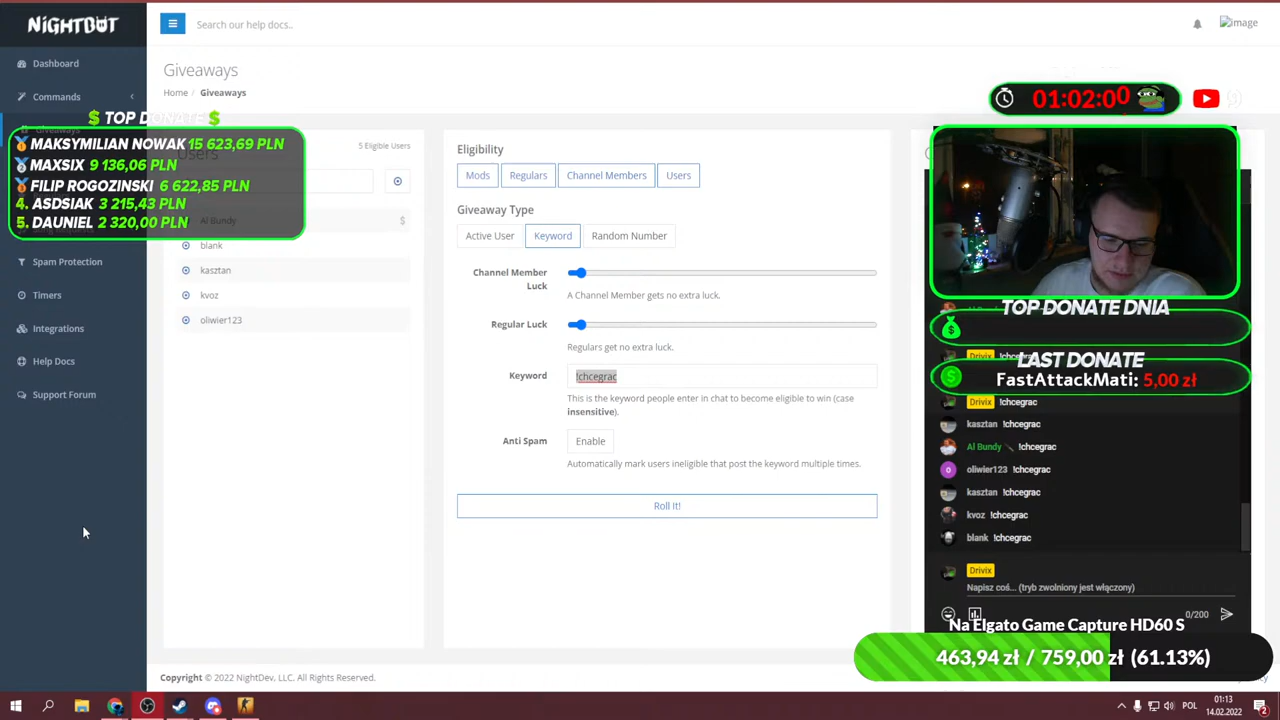 NiGHTBOT
Search our help docs..
image
Dashboard
Commands
Giveaways
Spam Protection
Timers
Integrations
Help Docs
Support Forum
$ TOP DONATE $
MAKSYMILIAN NOWAK 15 623,69 PLN
MAXSIX 9 136,06 PLN
FILIP ROGOZINSKI 6 622,85 PLN
4. ASDSIAK 3 215,43 PLN
5. DAUNIEL 2 320,00 PLN
Giveaways
Home / Giveaways
Users
5 Eligible Users
Al Bundy
$
blank
kasztan
kvoz
oliwier123
Eligibility
Mods
Regulars
Channel Members
Users
Giveaway Type
Active User
Keyword
Random Number
Channel Member
Luck
A Channel Member gets no extra luck.
Regular Luck
Regulars get no extra luck.
Keyword
!chcegrac
This is the keyword people enter in chat to become eligible to win (case
insensitive).
Anti Spam
Enable
Automatically mark users ineligible that post the keyword multiple times.
Roll It!
01:02:00
TOP DONATE DNIA
LAST DONATE
FastAttackMati: 5,00 zł
Drivix !chcegrac
kasztan !chcegrac
Al Bundy !chcegrac
oliwier123 !chcegrac
kasztan !chcegrac
kvoz !chcegrac
blank !chcegrac
Drivix
Napisz coś... (tryb zwolniony jest włączony)
0/200
Na Elgato Game Capture HD60 S
463,94 zł / 759,00 zł (61.13%)
Copyright © 2022 NightDev, LLC. All Rights Reserved.
POL
01:13
14.02.2022
2